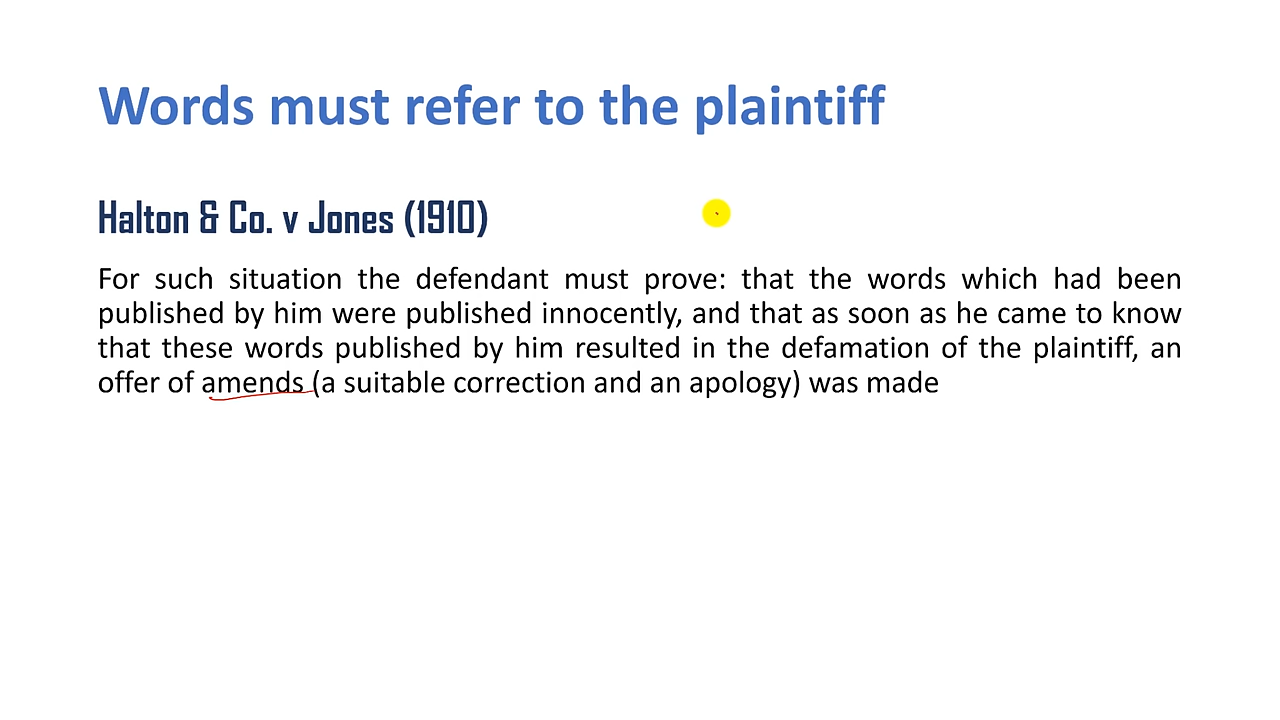 Words must refer to the plaintiff
Halton & Co. v Jones (1910)
For such situation the defendant must prove: that the words which had been
published by him were published innocently, and that as soon as he came to know
that these words published by him resulted in the defamation of the plaintiff, an
offer of amends (a suitable correction and an apology) was made